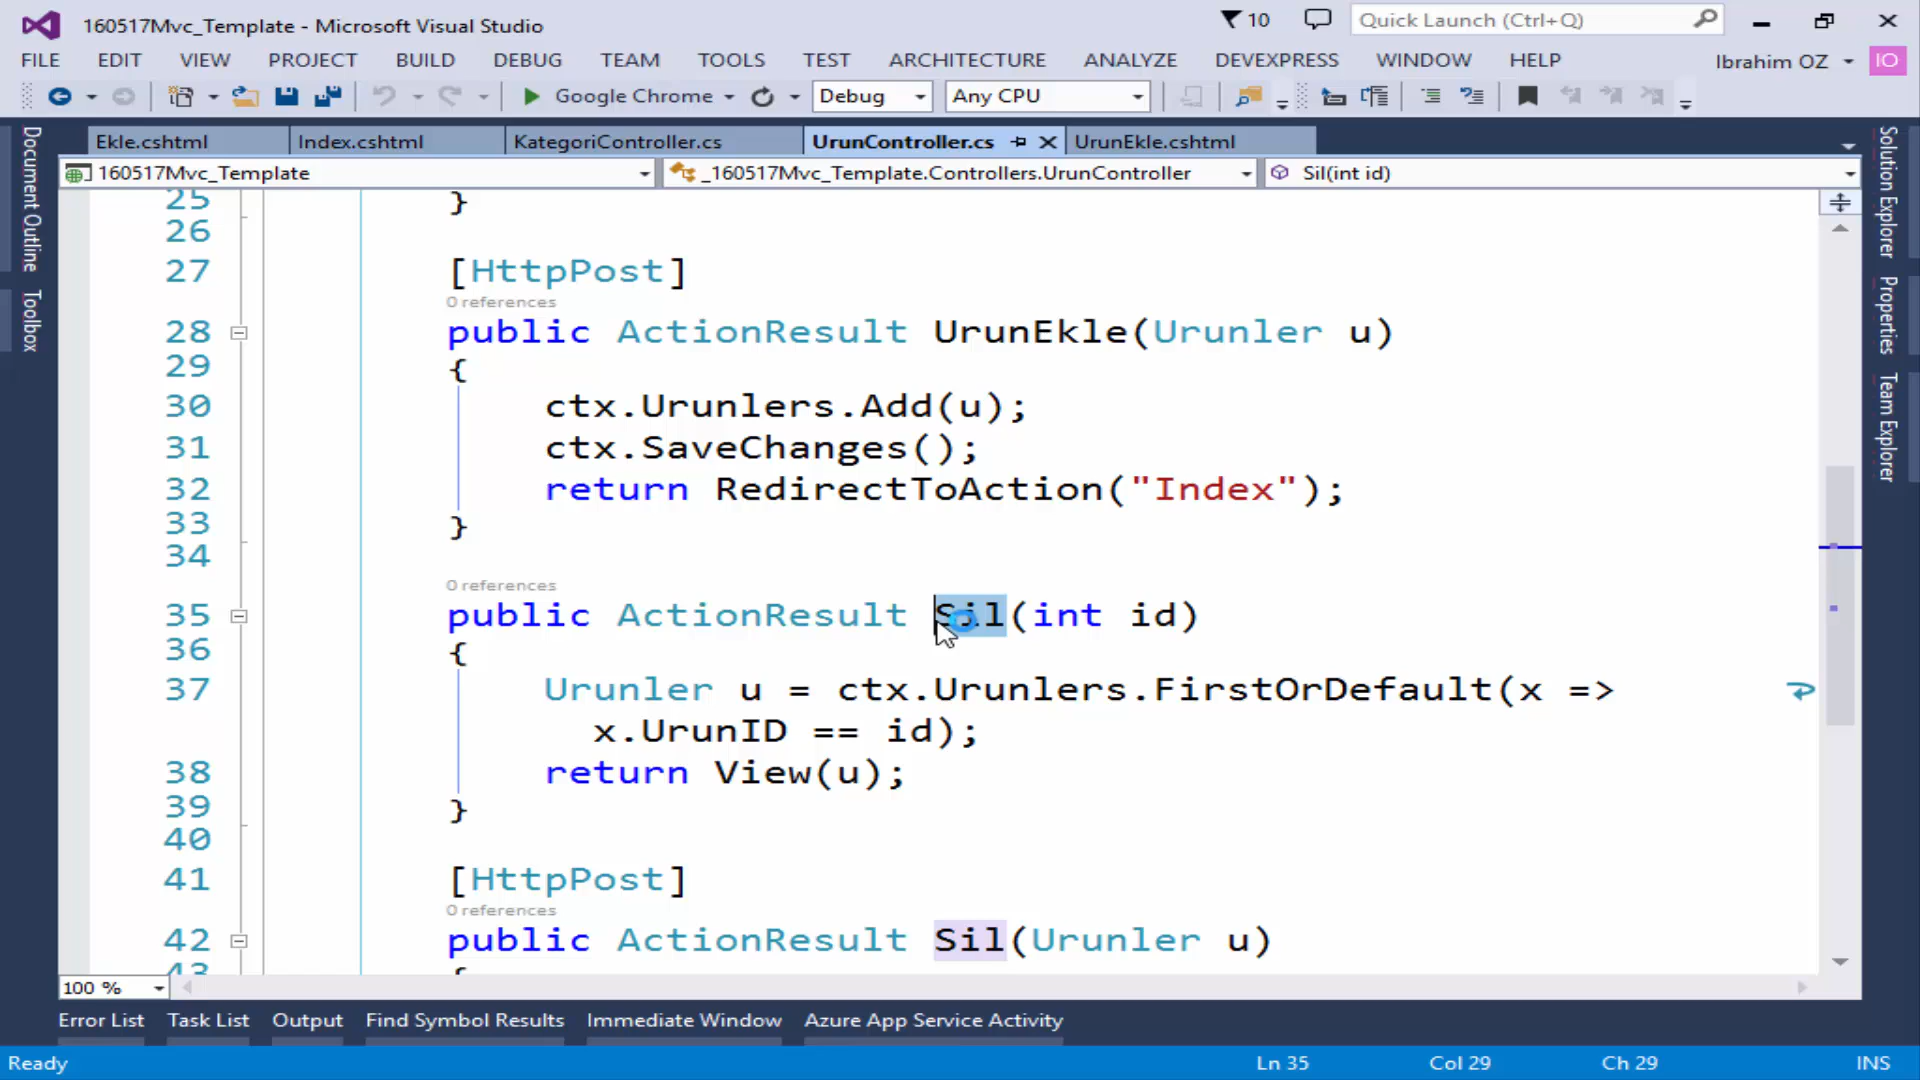 160517Mvc_Template - Microsoft Visual Studio
10
Quick Launch (Ctrl+Q)
FILE EDIT VIEW PROJECT BUILD DEBUG TEAM TOOLS TEST ARCHITECTURE ANALYZE DEVEXPRESS WINDOW HELP
Ibrahim OZ
IO
Google Chrome
Debug
Any CPU
Document Outline
Toolbox
Ekle.cshtml
Index.cshtml
KategoriController.cs
UrunController.cs
UrunEkle.cshtml
160517Mvc_Template
_160517Mvc_Template.Controllers.UrunController
Sil(int id)
25 }
26
27 [HttpPost]
0 references
28 public ActionResult UrunEkle(Urunler u)
29 {
30 ctx.Urunlers.Add(u);
31 ctx.SaveChanges();
32 return RedirectToAction("Index");
33 }
34
0 references
35 public ActionResult Sil(int id)
36 {
37 Urunler u = ctx.Urunlers.FirstOrDefault(x =>
x.UrunID == id);
38 return View(u);
39 }
40
41 [HttpPost]
0 references
42 public ActionResult Sil(Urunler u)
43 {
Solution Explorer
Properties
Team Explorer
100 %
Error List
Task List
Output
Find Symbol Results
Immediate Window
Azure App Service Activity
Ready
Ln 35
Col 29
Ch 29
INS